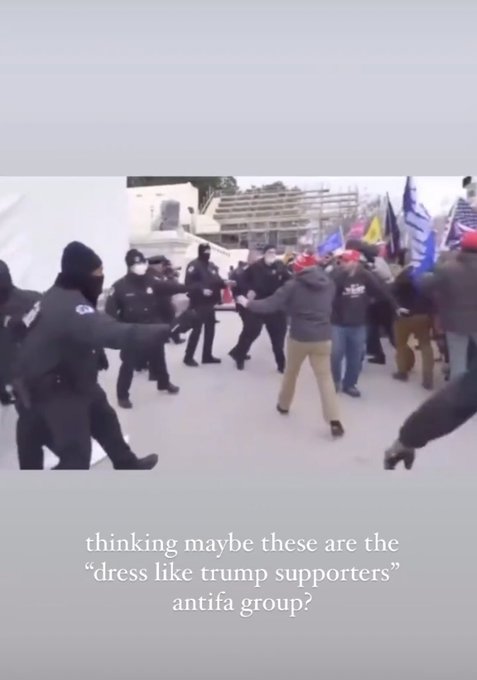 thinking maybe these are the
“dress like trump supporters”
antifa group?